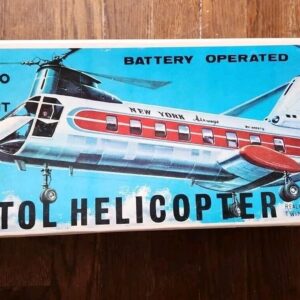 BATTERY OPERATED
O
T
NEW YORK Airways
TOL HELICOPTER